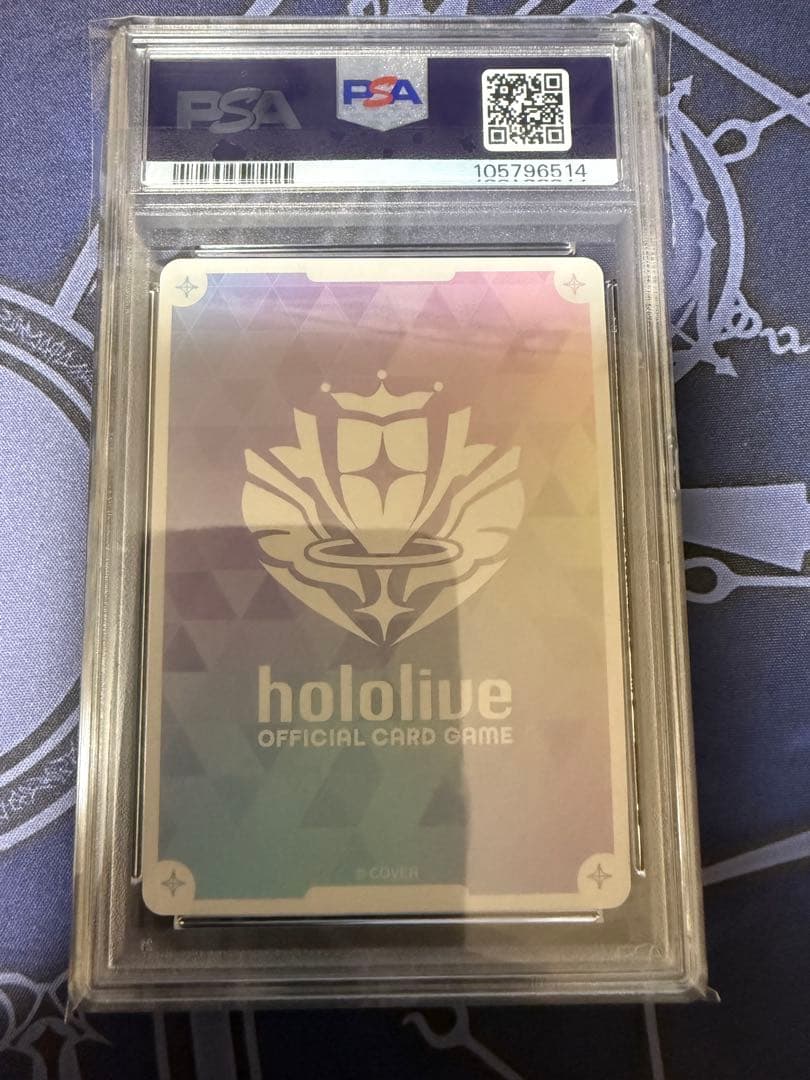 PSA
PSA
105796514
hololive
OFFICIAL CARD GAME
© COVER